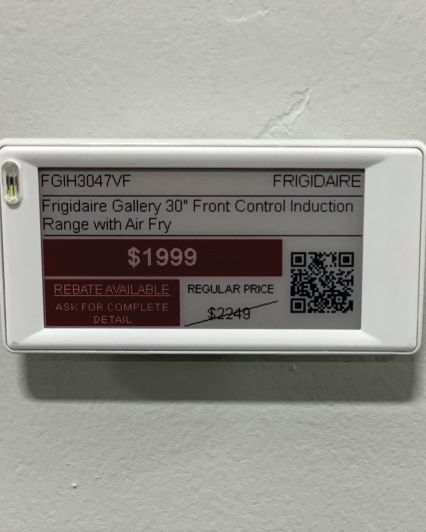 FGIH3047VF FRIGIDAIRE
Frigidaire Gallery 30" Front Control Induction
Range with Air Fry
$1999
REBATE AVAILABLE
ASK FOR COMPLETE
DETAIL
REGULAR PRICE
$2249